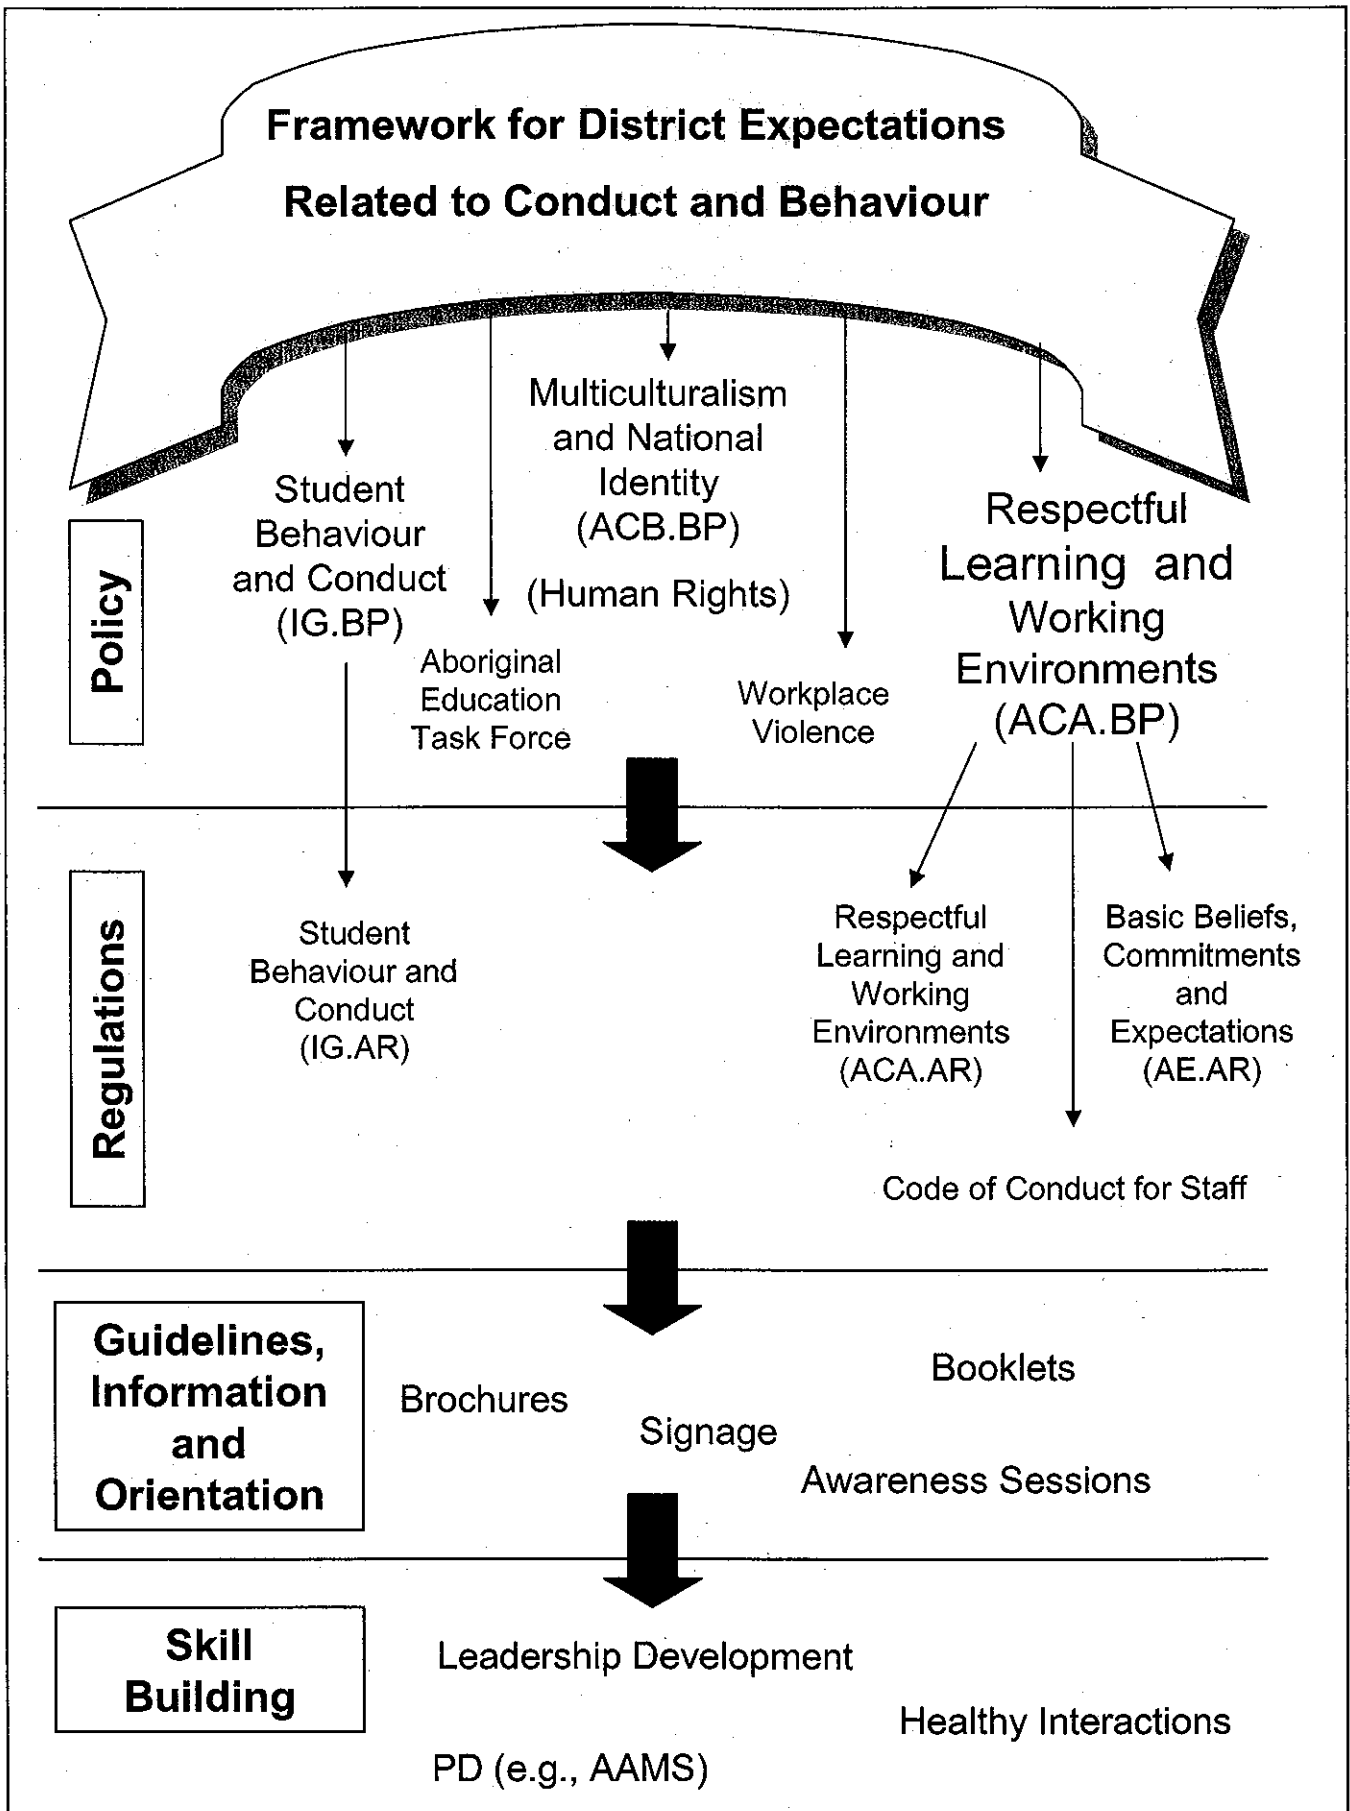 Framework for District Expectations
Related to Conduct and Behaviour
Policy
Student
Behaviour
and Conduct
(IG.BP)
Aboriginal
Education
Task Force
Multiculturalism
and National
Identity
(ACB.BP)
(Human Rights)
Workplace
Violence
Respectful
Learning and
Working
Environments
(ACA.BP)
Regulations
Student
Behaviour and
Conduct
(IG.AR)
Respectful
Learning and
Working
Environments
(ACA.AR)
Basic Beliefs,
Commitments
and
Expectations
(AE.AR)
Code of Conduct for Staff
Guidelines,
Information
and
Orientation
Brochures
Signage
Booklets
Awareness Sessions
Skill
Building
Leadership Development
Healthy Interactions
PD (e.g., AAMS)